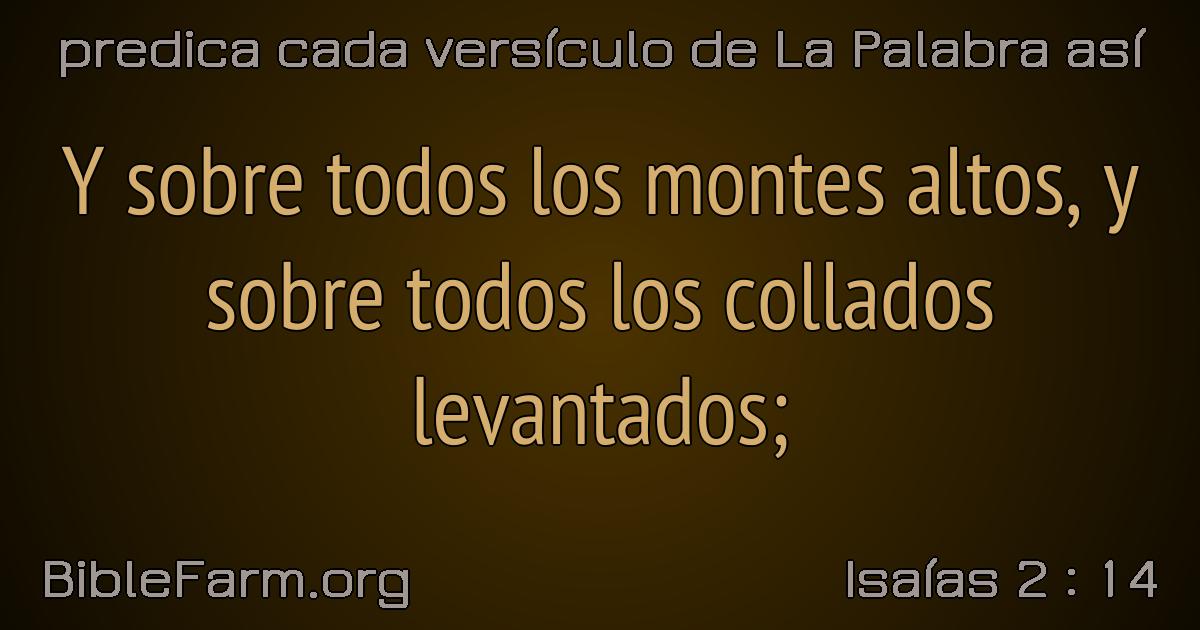 predica cada versículo de La Palabra así
Y sobre todos los montes altos, y
sobre todos los collados
levantados;
BibleFarm.org
Isaías 2 : 14